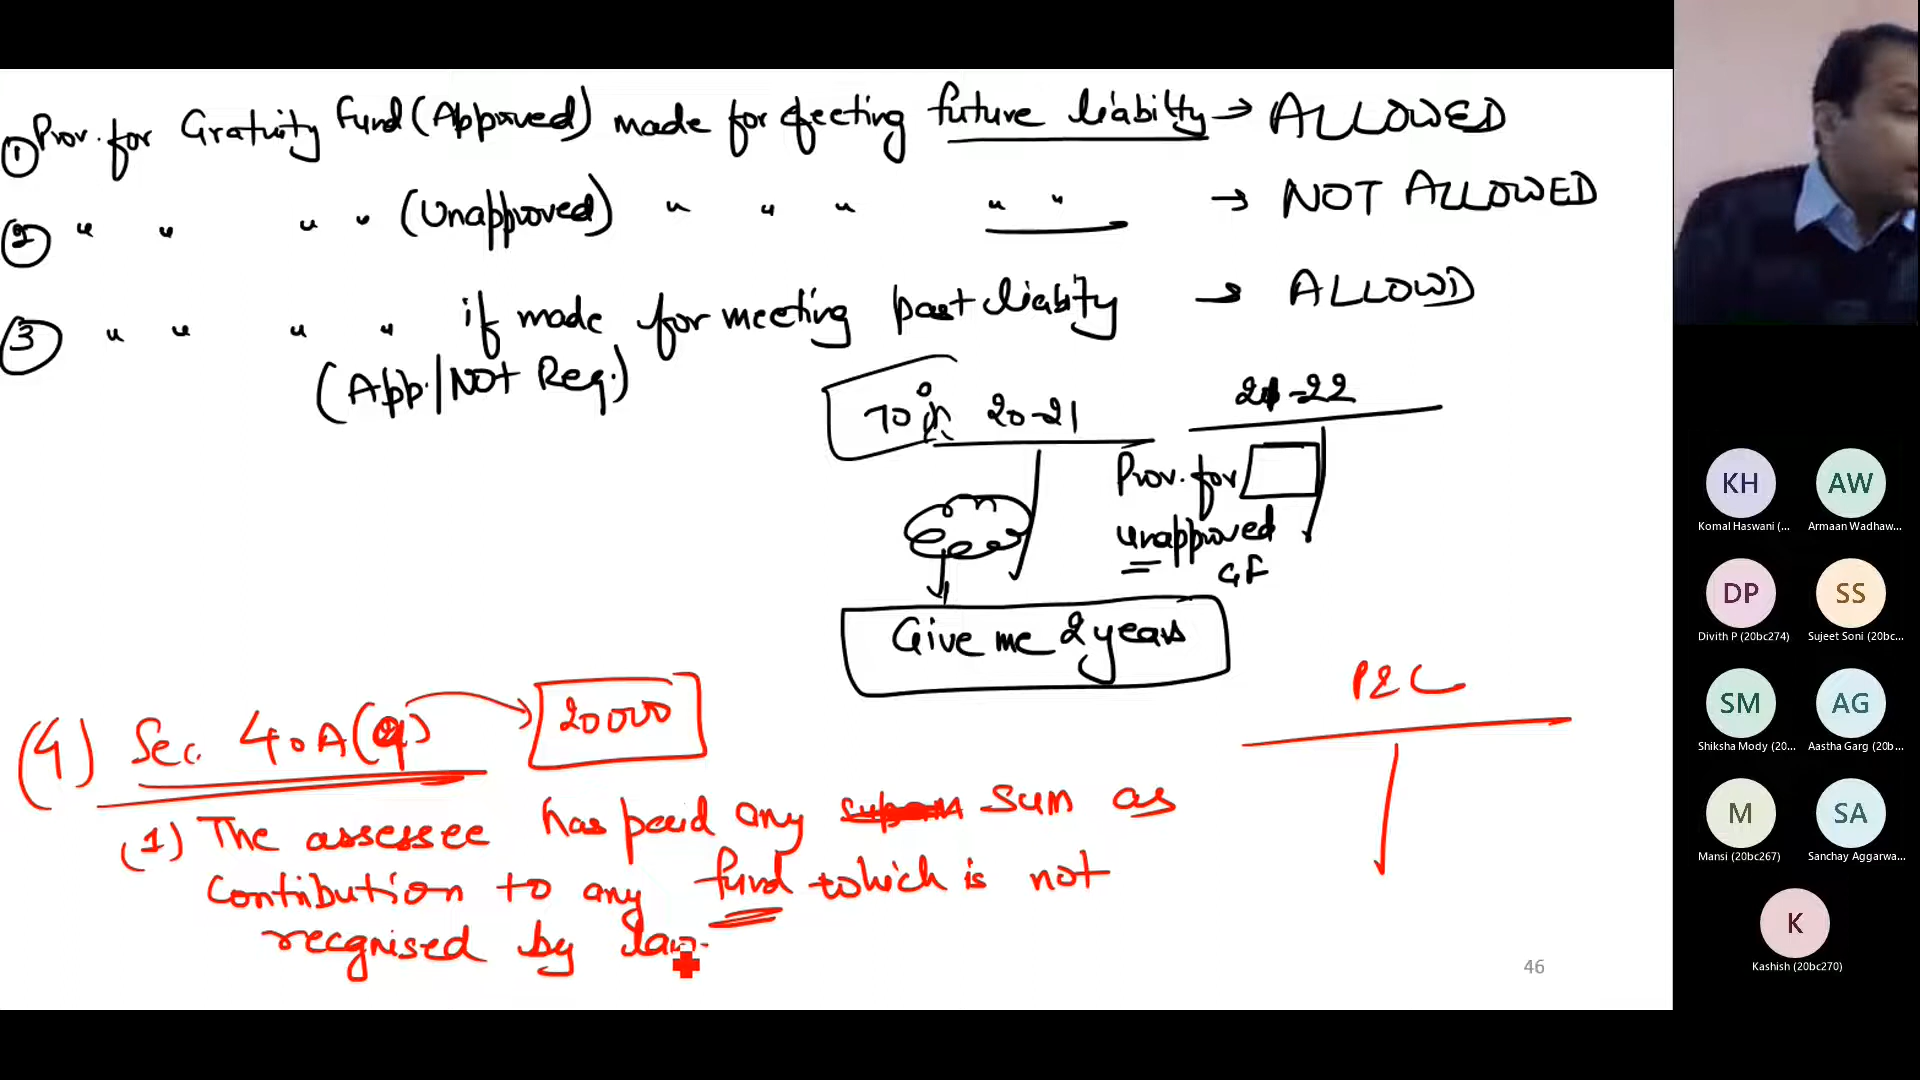 ① Prov. for Gratuity Fund (Approved) made for feeting future liabilty → ALLOWED
② " " " " (Unapproved) " " " " " → NOT ALLOWED
③ " " " " if made for meeting past liabity → ALLOWD
(App. / NOT Req.)
70 in 20-21
21-22
Prov. for
unapproved
GF
Give me 2 years
P&L
(4) Sec. 40A(9) → 20000
(1) The assessee has paid any sum as
contribution to any fund which is not
recgnised by law.
46
KH
Komal Haswani (...
AW
Armaan Wadhaw...
DP
Divith P (20bc274)
SS
Sujeet Soni (20bc...
SM
Shiksha Mody (20...
AG
Aastha Garg (20b...
M
Mansi (20bc267)
SA
Sanchay Aggarwa...
K
Kashish (20bc270)